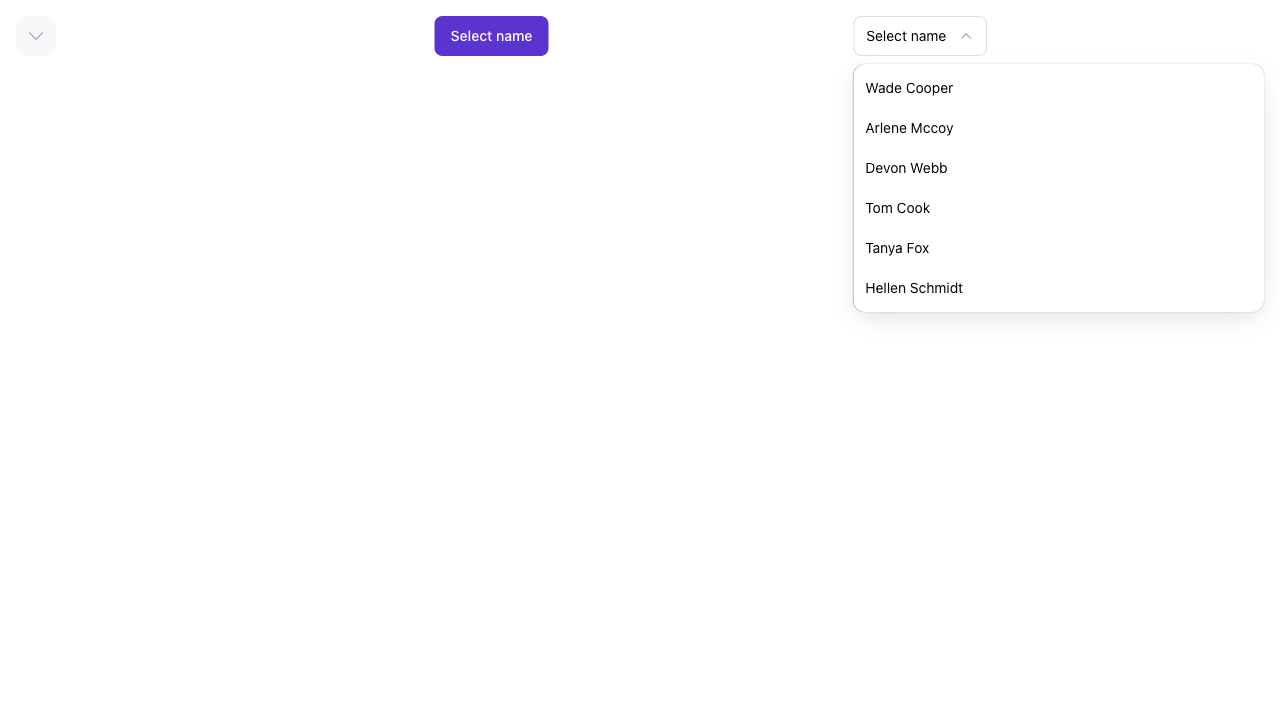 Select name
Select name
Wade Cooper
Arlene Mccoy
Devon Webb
Tom Cook
Tanya Fox
Hellen Schmidt